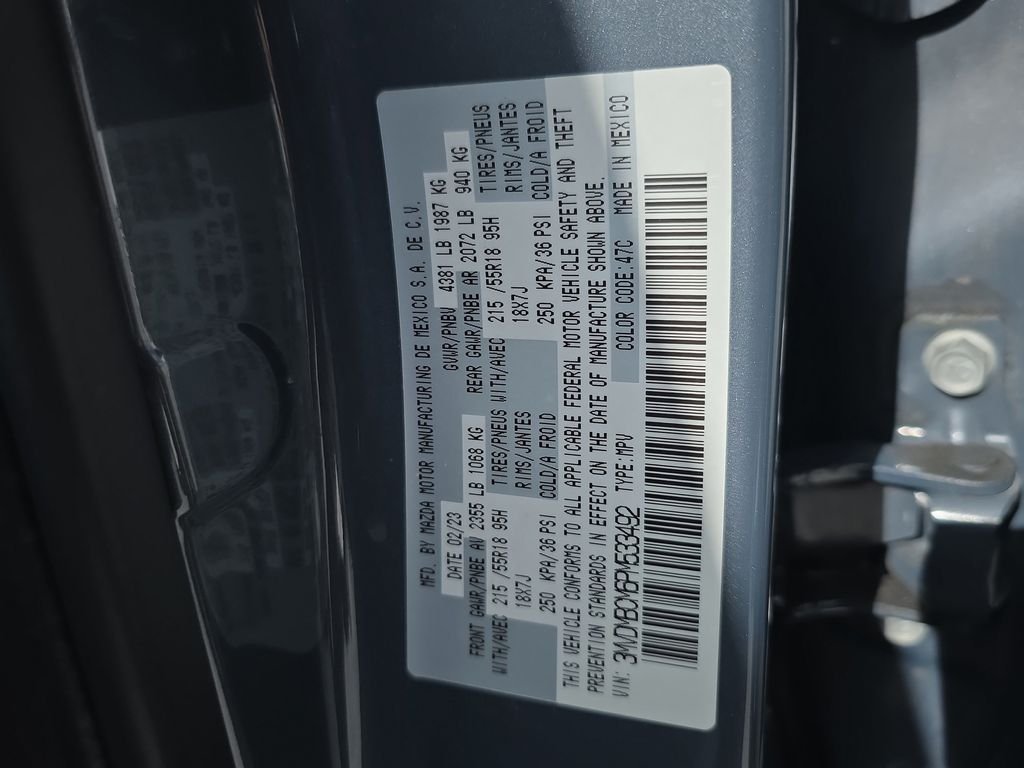 MFD. BY MAZDA MOTOR MANUFACTURING DE MEXICO S.A. DE C.V.
DATE 02/23 GVWR/PNBV 4381 LB 1987 KG
FRONT GAWR/PNBE AV 2355 LB 1068 KG REAR GAWR/PNBE AR 2072 LB 940 KG
WITH/AVEC 215 /55R18 95H TIRES/PNEUS WITH/AVEC 215 /55R18 95H TIRES/PNEUS
18X7J RIMS/JANTES 18X7J RIMS/JANTES
250 KPA/36 PSI COLD/A FROID 250 KPA/36 PSI COLD/A FROID
THIS VEHICLE CONFORMS TO ALL APPLICABLE FEDERAL MOTOR VEHICLE SAFETY AND THEFT
PREVENTION STANDARDS IN EFFECT ON THE DATE OF MANUFACTURE SHOWN ABOVE.
VIN: 3MVDMBCM6PM533492 TYPE:MPV COLOR CODE:47C MADE IN MEXICO